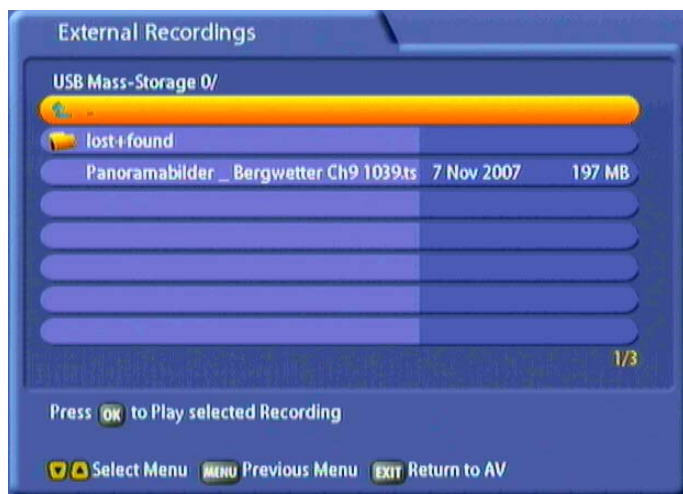 External Recordings
USB Mass-Storage 0/
..
lost+found
Panoramabilder _ Bergwetter Ch9 1039.ts 7 Nov 2007 197 MB
1/3
Press OK to Play selected Recording
Select Menu MENU Previous Menu EXIT Return to AV